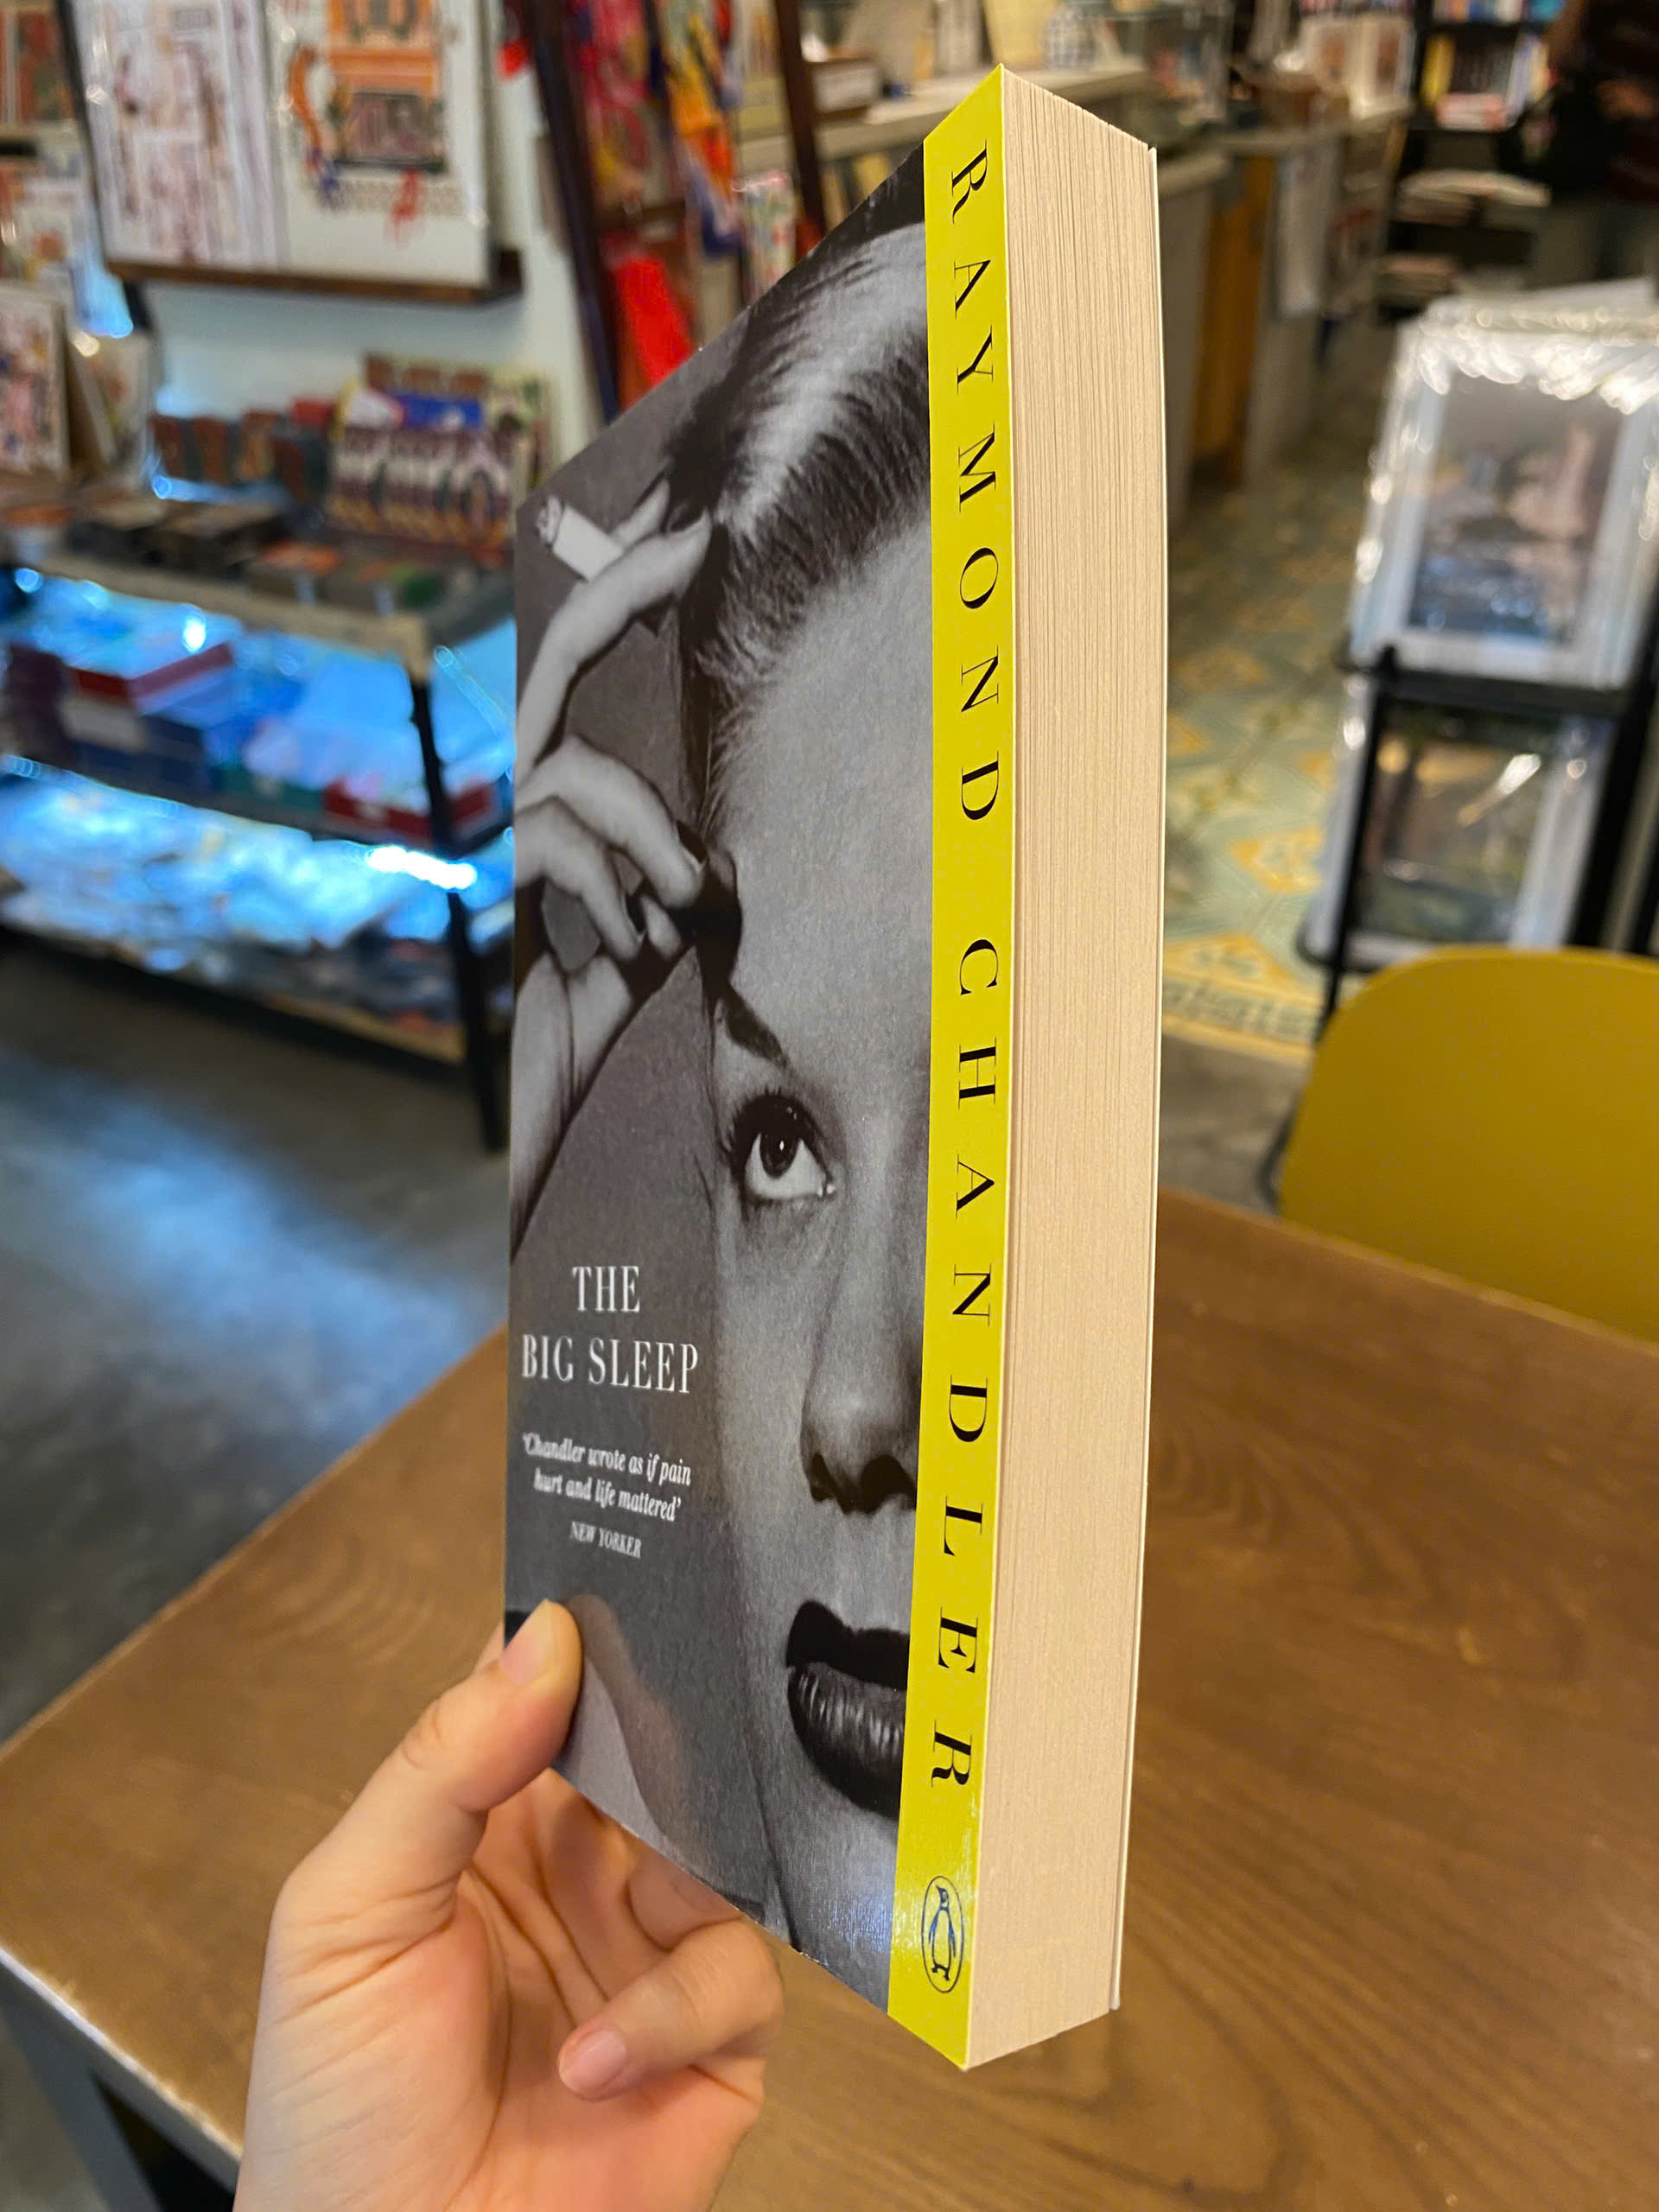 RAYMOND CHANDLER
THE
BIG SLEEP
'Chandler wrote as if pain
hurt and life mattered'
NEW YORKER